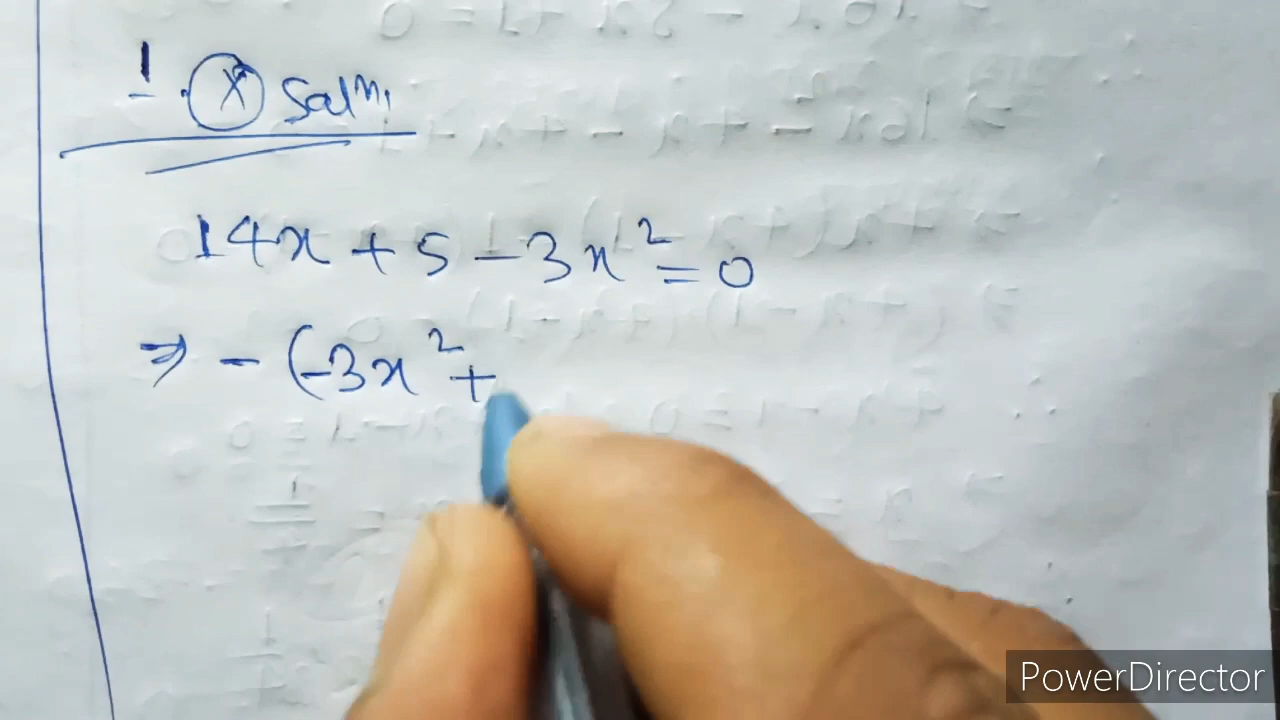 1 (x) Solⁿ,
14x + 5 - 3x² = 0
⇒ - (-3x² +
PowerDirector